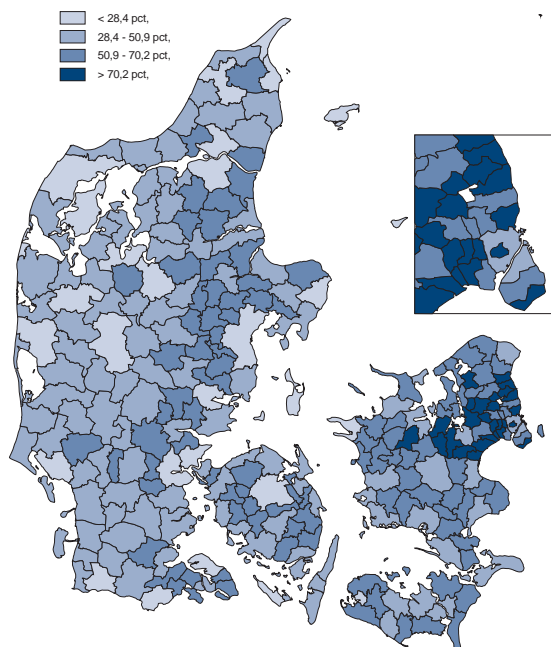 < 28,4 pct,
28,4 - 50,9 pct,
50,9 - 70,2 pct,
> 70,2 pct,